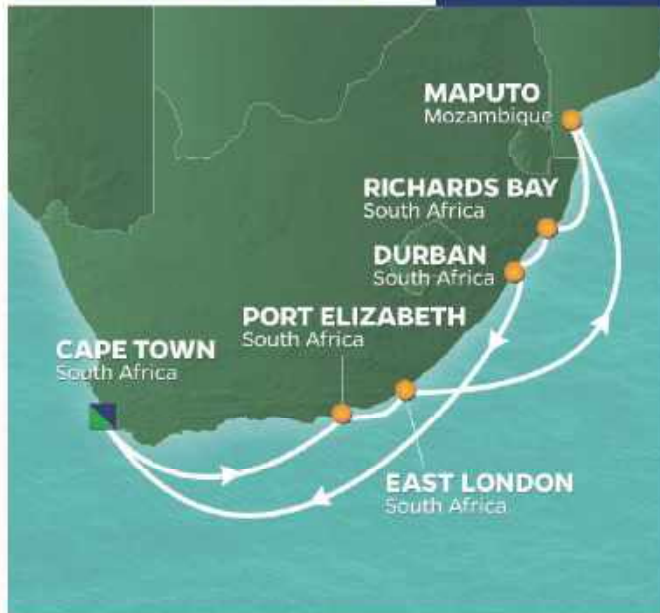 MAPUTO
Mozambique
RICHARDS BAY
South Africa
DURBAN
South Africa
PORT ELIZABETH
South Africa
CAPE TOWN
South Africa
EAST LONDON
South Africa